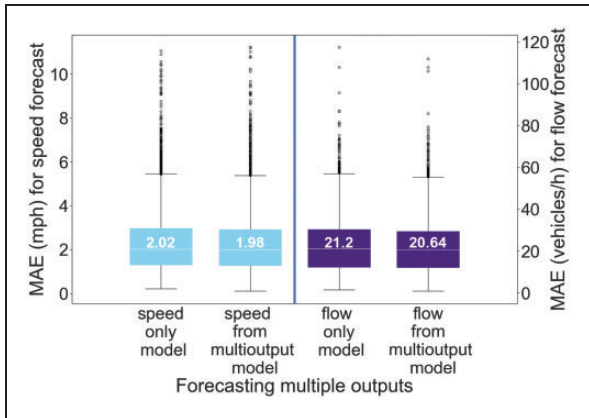 MAE (mph) for speed forecast
10
8
6
4
2
0
2.02
1.98
21.2
20.64
120
100
80
60
40
20
0
MAE (vehicles/h) for flow forecast
speed only model
speed from multioutput model
flow only model
flow from multioutput model
Forecasting multiple outputs